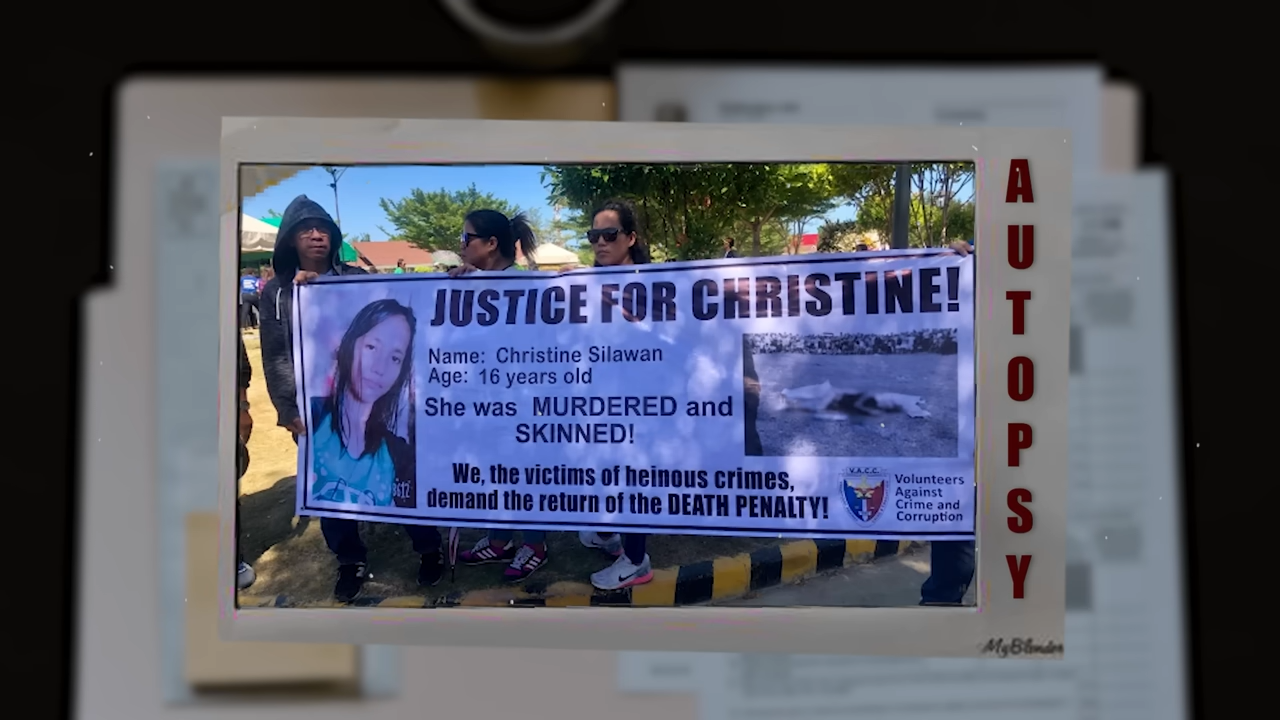 JUSTICE FOR CHRISTINE!
Name: Christine Silawan
Age: 16 years old
She was MURDERED and
SKINNED!
We, the victims of heinous crimes,
demand the return of the DEATH PENALTY!
V.A.C.C.
Volunteers
Against
Crime and
Corruption
AUTOPSY
MyBlender